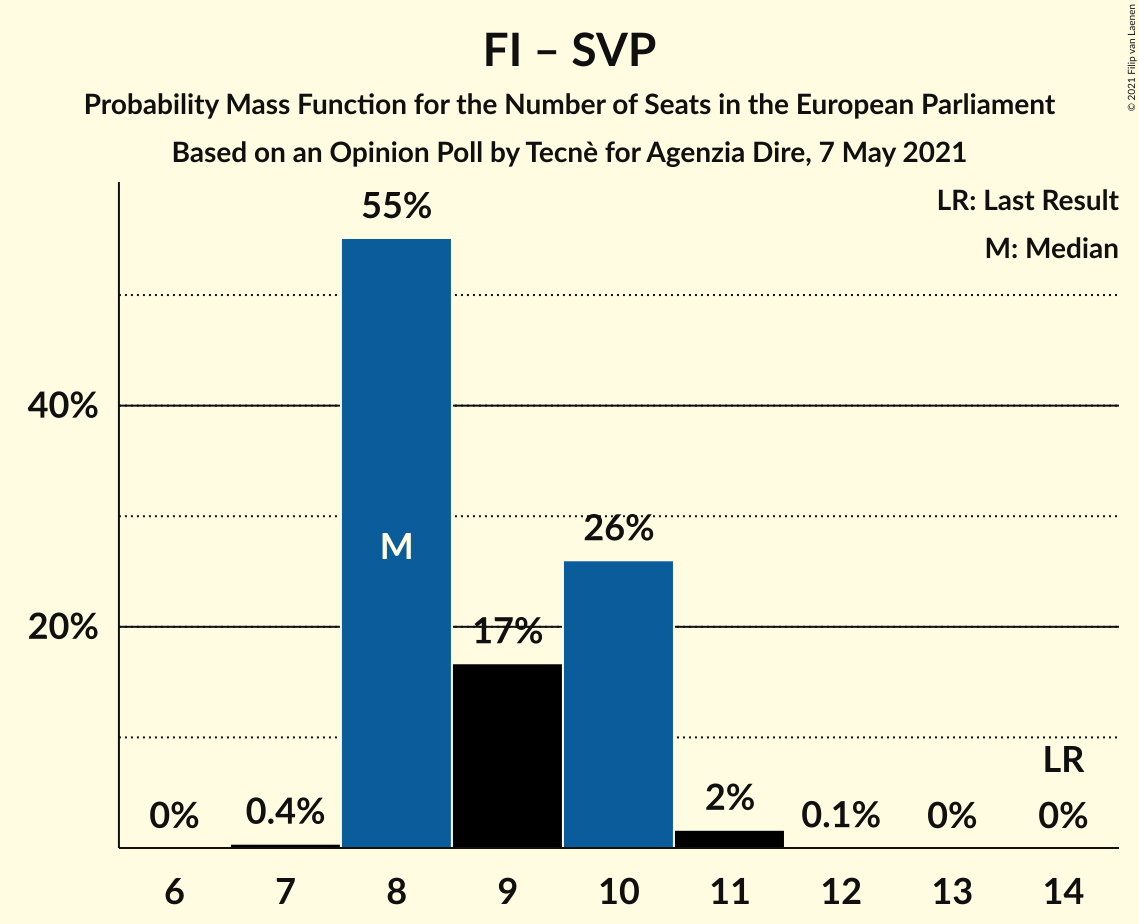 FI – SVP
Probability Mass Function for the Number of Seats in the European Parliament
Based on an Opinion Poll by Tecnè for Agenzia Dire, 7 May 2021
© 2021 Filip van Laenen
LR: Last Result
M: Median
55%
40%
26%
M
20%
17%
LR
0%
0.4%
2%
0.1%
0%
0%
6 7 8 9 10 11 12 13 14